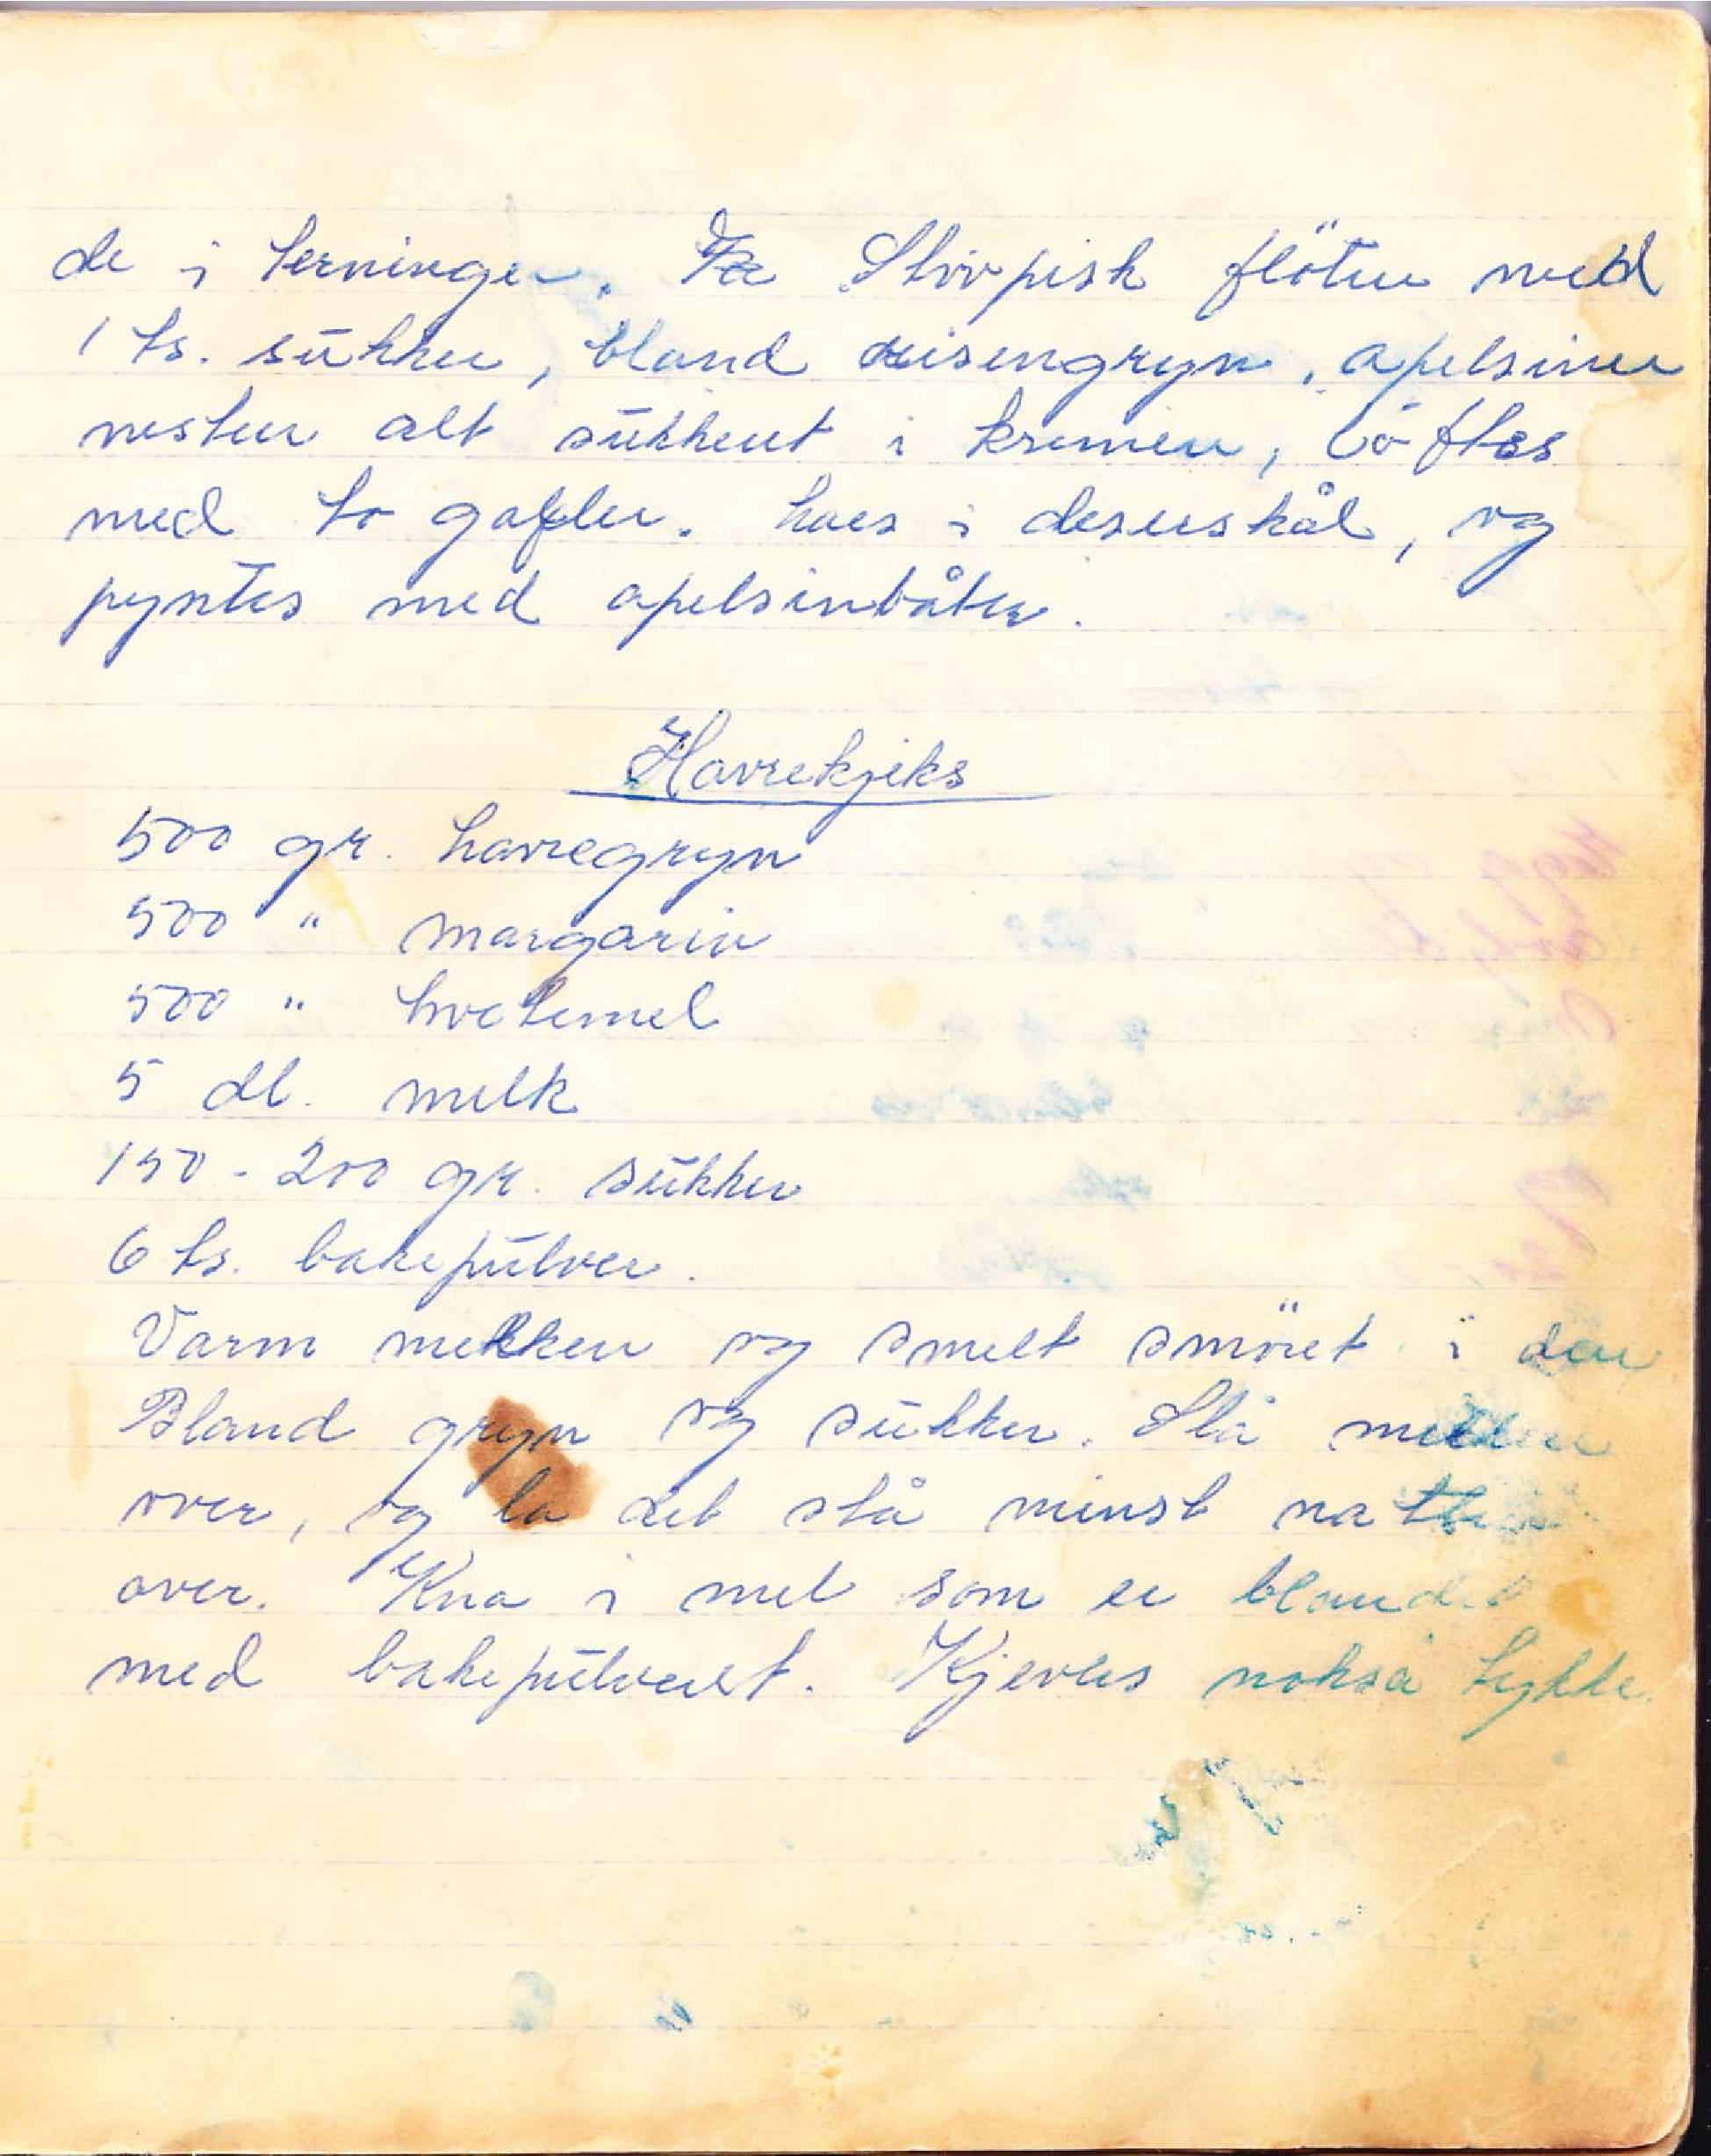 de i terninger. Stivpisk flöten med
1 ts. sukker, bland risengryn, apelsiner
nesten alt sukkeret i kremen, löftes
med to gafler. haes i deserskål, og
pyntes med apelsinbåter.
Havrekjeks
500 gr. havregryn
500 " margarin
500 " hvetemel
5 dl. melk
150 - 200 gr. sukker
6 ts. bakepulver.
Varm melken og smelt smöret i den
Bland gryn og sukker. Slå melken
over, og la det stå minst natten
over. Kna i mel som er blandet
med bakepulveret. Kjevles nokså tykke.